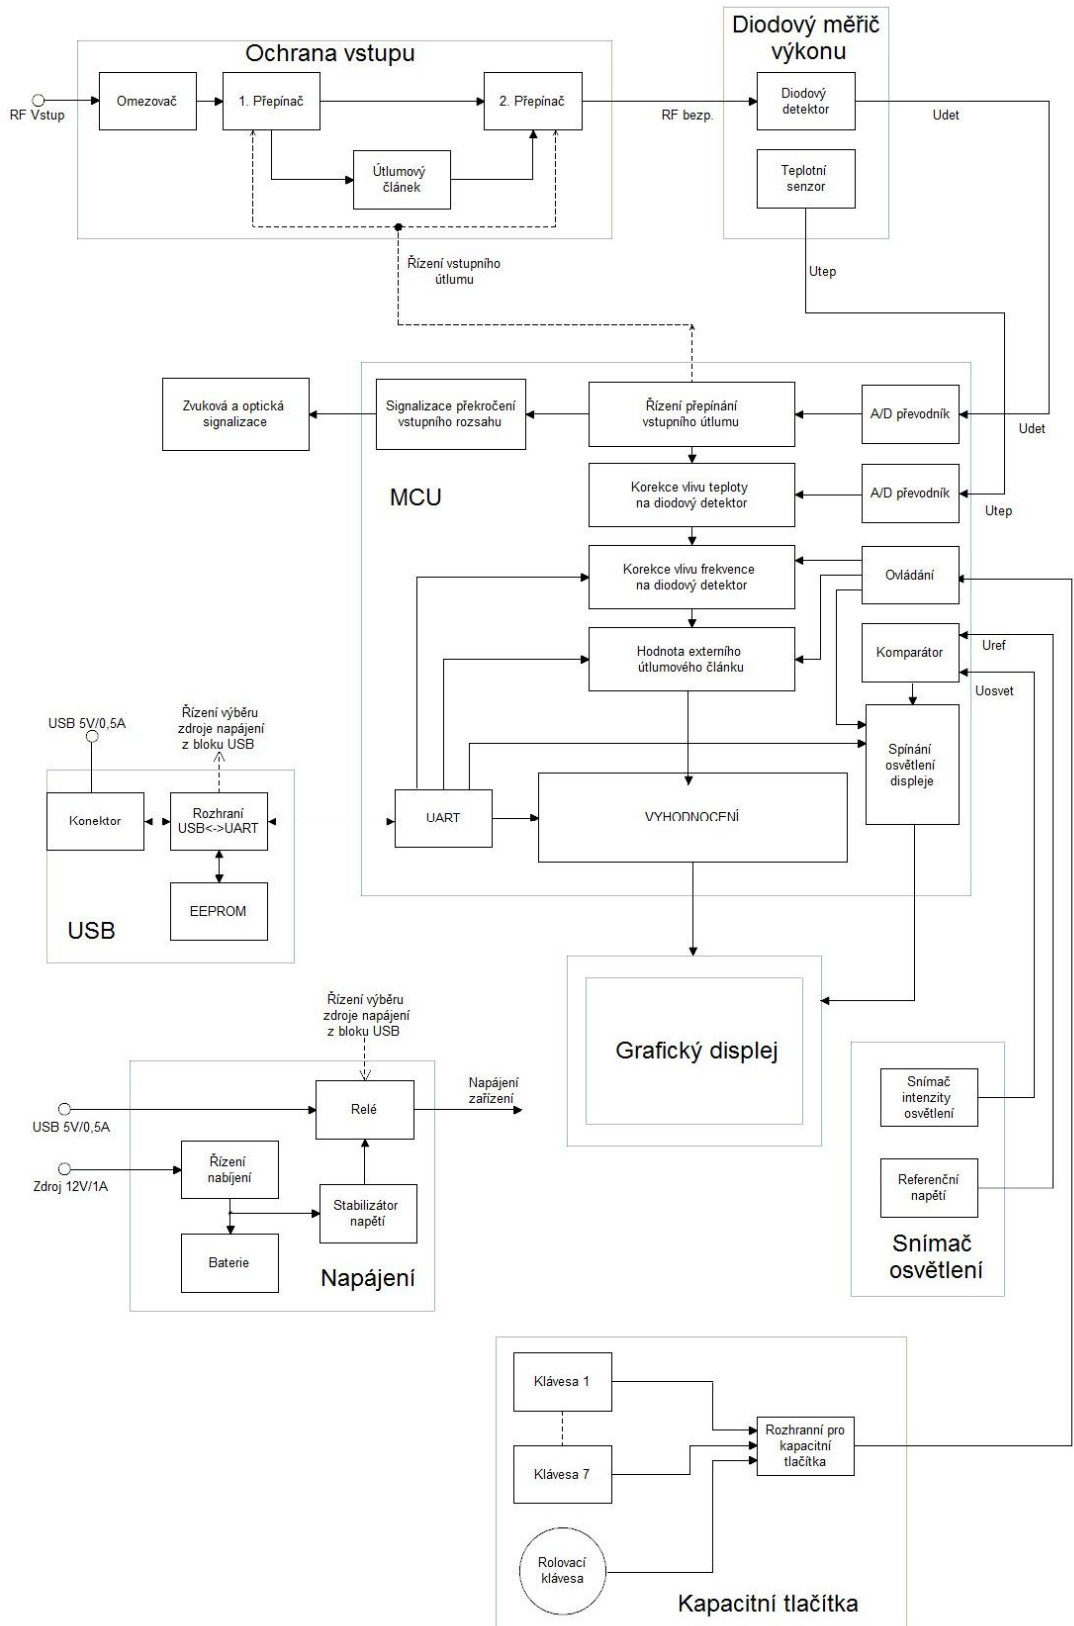 Ochrana vstupu
Diodový měřič
výkonu
RF Vstup
Omezovač
1. Přepínač
2. Přepínač
RF bezp.
Diodový
detektor
Udet
Útlumový
článek
Teplotní
senzor
Řízení vstupního
útlumu
Utep
Zvuková a optická
signalizace
Signalizace překročení
vstupního rozsahu
Řízení přepínání
vstupního útlumu
A/D převodník
Udet
MCU
Korekce vlivu teploty
na diodový detektor
A/D převodník
Utep
Korekce vlivu frekvence
na diodový detektor
Ovládání
Hodnota externího
útlumového článku
Komparátor
Uref
Uosvet
USB 5V/0,5A
Řízení výběru
zdroje napájení
z bloku USB
Spínání
osvětlení
displeje
Konektor
Rozhraní
USB<->UART
UART
VYHODNOCENÍ
EEPROM
USB
Řízení výběru
zdroje napájení
z bloku USB
Grafický displej
USB 5V/0,5A
Relé
Napájení
zařízení
Snímač
intenzity
osvětlení
Zdroj 12V/1A
Řízení
nabíjení
Stabilizátor
napětí
Referenční
napětí
Baterie
Napájení
Snímač
osvětlení
Klávesa 1
Rozhranní pro
kapacitní
tlačítka
Klávesa 7
Rolovací
klávesa
Kapacitní tlačítka